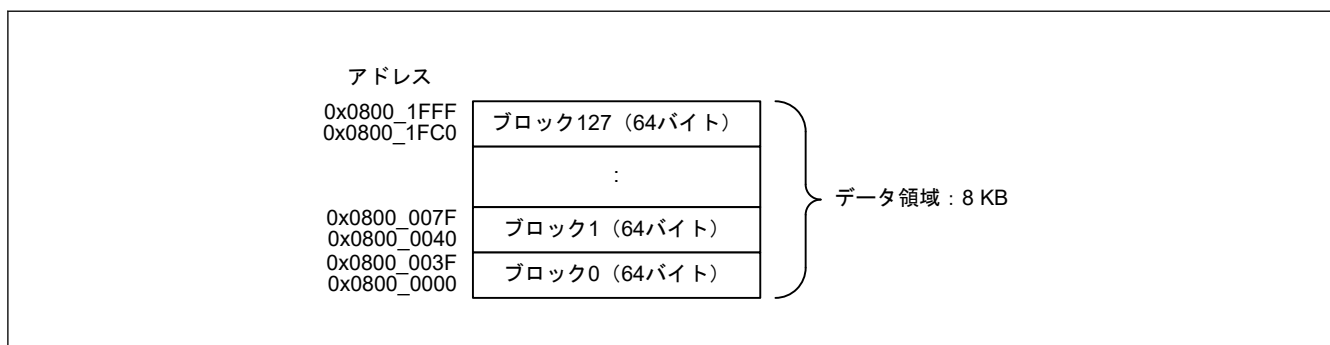 アドレス
0x0800_1FFF
0x0800_1FC0
ブロック127（64バイト）
:
データ領域：8 KB
0x0800_007F
0x0800_0040
ブロック1（64バイト）
0x0800_003F
0x0800_0000
ブロック0（64バイト）